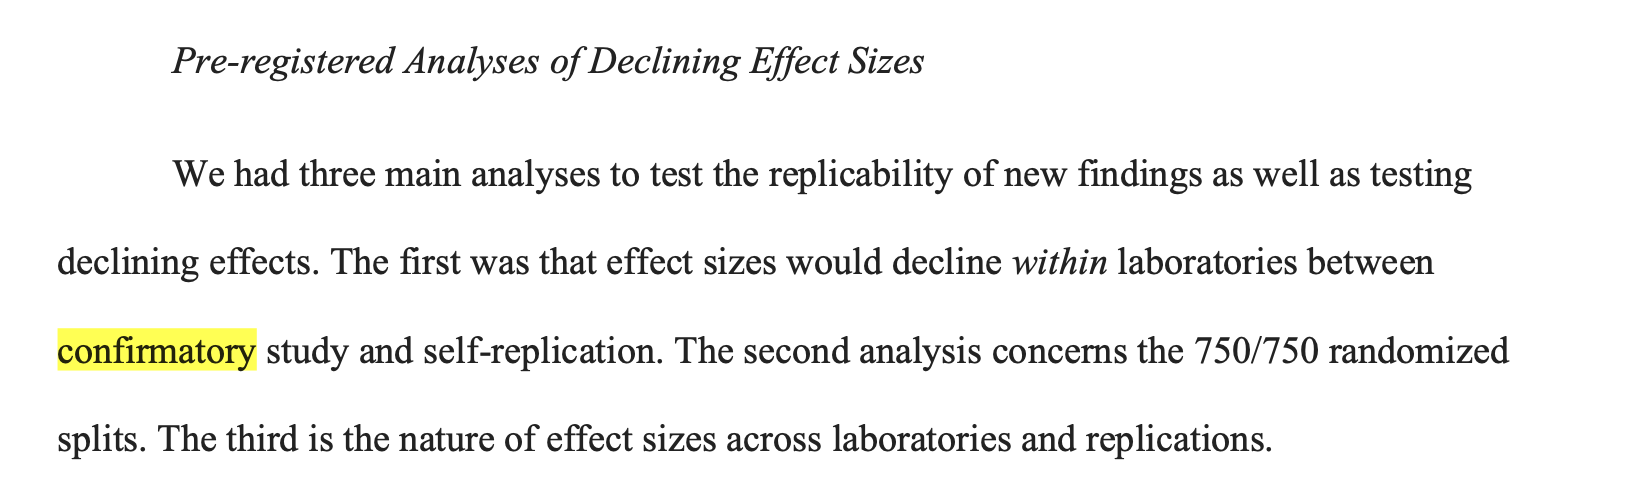 Pre-registered Analyses of Declining Effect Sizes
We had three main analyses to test the replicability of new findings as well as testing
declining effects. The first was that effect sizes would decline within laboratories between
confirmatory study and self-replication. The second analysis concerns the 750/750 randomized
splits. The third is the nature of effect sizes across laboratories and replications.